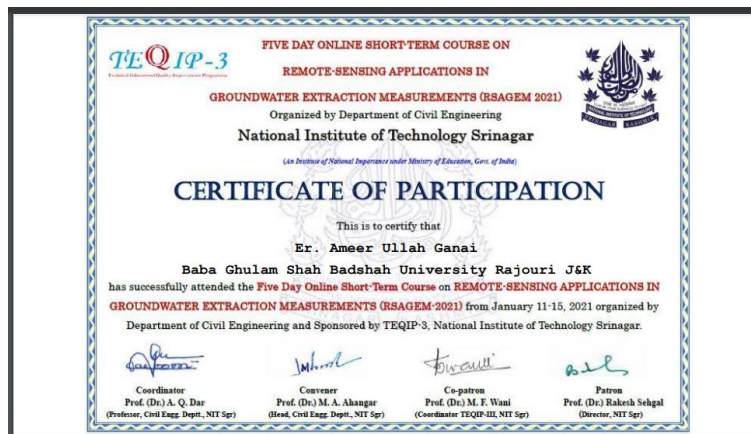 TEQIP-3
Technical Educational Quality Improvement Programme
FIVE DAY ONLINE SHORT-TERM COURSE ON
REMOTE-SENSING APPLICATIONS IN
GROUNDWATER EXTRACTION MEASUREMENTS (RSAGEM 2021)
Organized by Department of Civil Engineering
National Institute of Technology Srinagar
(An Institute of National Importance under Ministry of Education, Govt. of India)
CERTIFICATE OF PARTICIPATION
This is to certify that
Er. Ameer Ullah Ganai
Baba Ghulam Shah Badshah University Rajouri J&K
has successfully attended the Five Day Online Short-Term Course on REMOTE-SENSING APPLICATIONS IN
GROUNDWATER EXTRACTION MEASUREMENTS (RSAGEM-2021) from January 11-15, 2021 organized by
Department of Civil Engineering and Sponsored by TEQIP-3, National Institute of Technology Srinagar.
Coordinator
Prof. (Dr.) A. Q. Dar
(Professor, Civil Engg. Deptt., NIT Sgr)
Convener
Prof. (Dr.) M. A. Ahangar
(Head, Civil Engg. Deptt., NIT Sgr)
Co-patron
Prof. (Dr.) M. F. Wani
(Coordinator TEQIP-III, NIT Sgr)
Patron
Prof. (Dr.) Rakesh Sehgal
(Director, NIT Sgr)